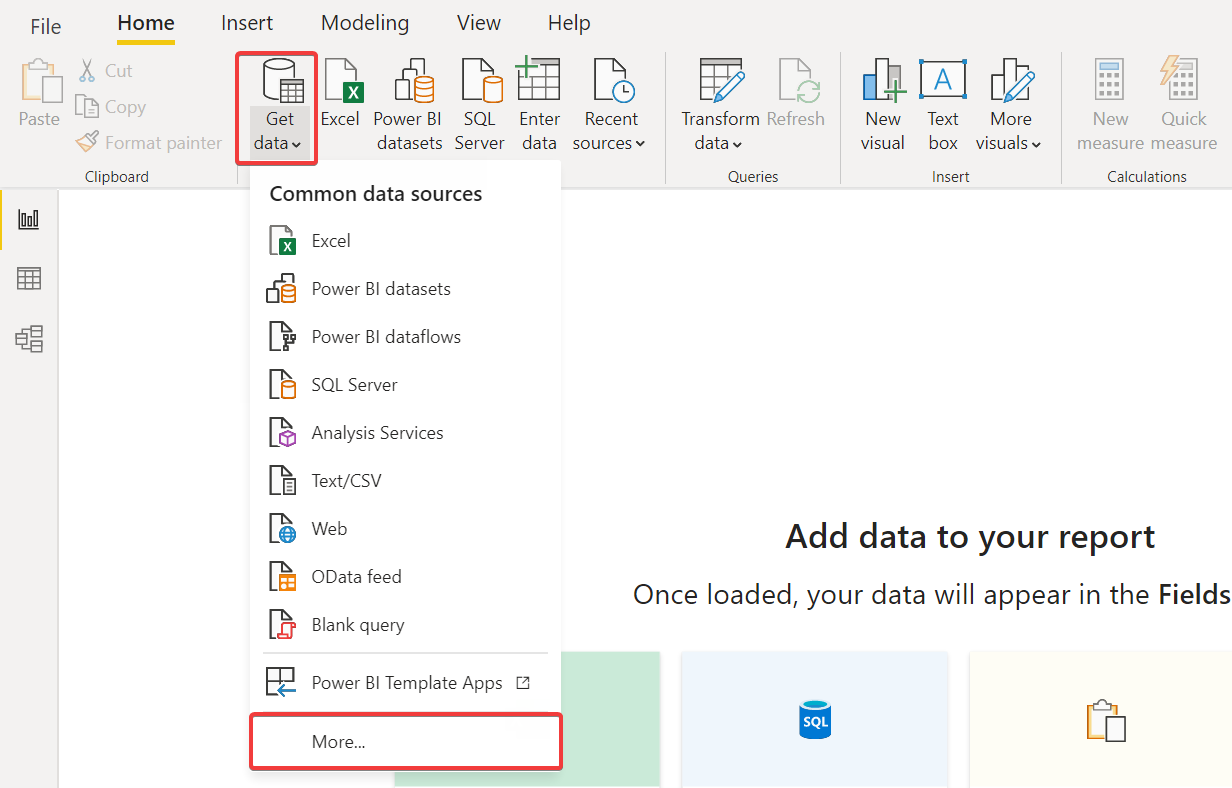 File
Home
Insert
Modeling
View
Help
Paste
Cut
Copy
Format painter
Clipboard
Get
data
Excel
Power BI
datasets
SQL
Server
Enter
data
Recent
sources
Transform
data
Refresh
Queries
New
visual
Text
box
More
visuals
Insert
New
measure
Quick
measure
Calculations
Common data sources
Excel
Power BI datasets
Power BI dataflows
SQL Server
Analysis Services
Text/CSV
Web
OData feed
Blank query
Power BI Template Apps
More...
Add data to your report
Once loaded, your data will appear in the Fields
SQL